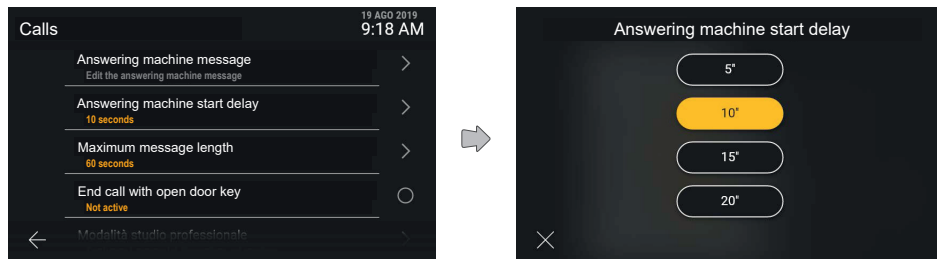 Calls
19 AGO 2019
9:18 AM
Answering machine message
Edit the answering machine message
Answering machine start delay
10 seconds
Maximum message length
60 seconds
End call with open door key
Not active
Modalità studio professionale
Answering machine start delay
5"
10"
15"
20"